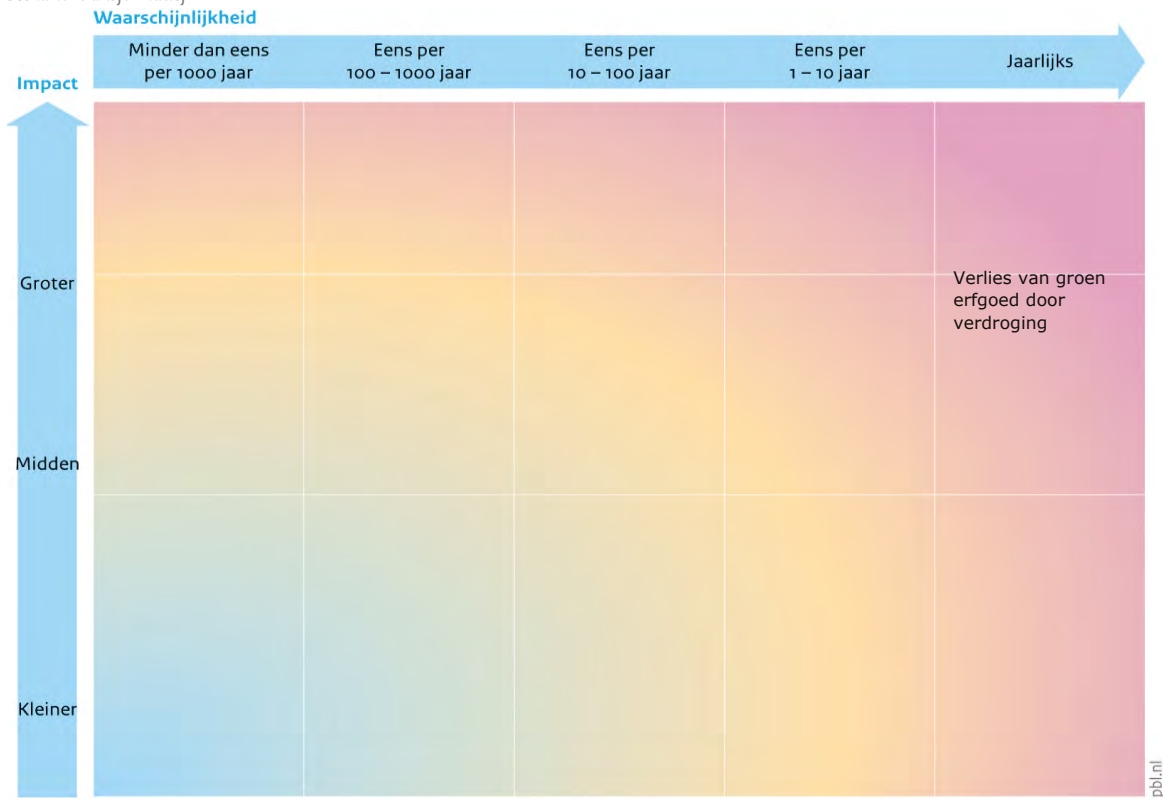 Waarschijnlijkheid
Minder dan eens
per 1000 jaar
Eens per
100 – 1000 jaar
Eens per
10 – 100 jaar
Eens per
1 – 10 jaar
Jaarlijks
Impact
Groter
Verlies van groen
erfgoed door
verdroging
Midden
Kleiner
pbl.nl